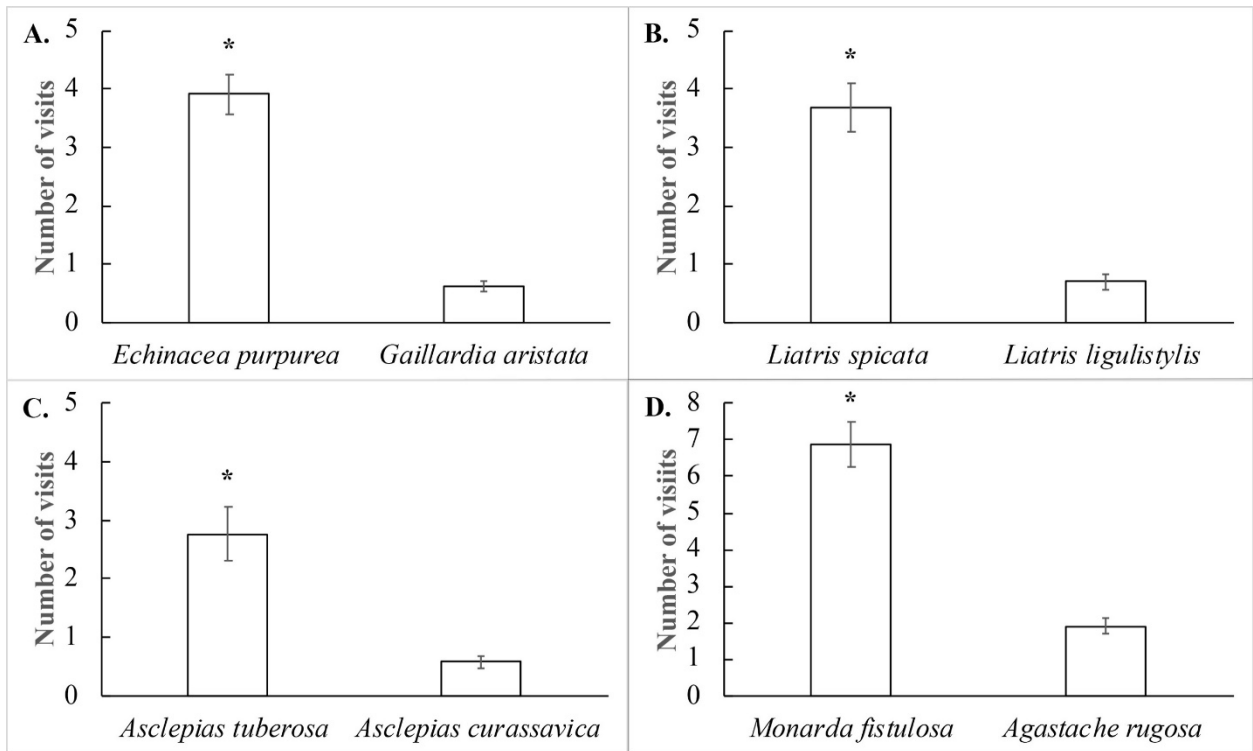 A.
*
Number of visits
5
4
3
2
1
0
Echinacea purpurea Gaillardia aristata
B.
*
Number of visits
5
4
3
2
1
0
Liatris spicata Liatris ligulistylis
C.
*
Number of visits
5
4
3
2
1
0
Asclepias tuberosa Asclepias curassavica
D.
*
Number of visiits
8
7
6
5
4
3
2
1
0
Monarda fistulosa Agastache rugosa